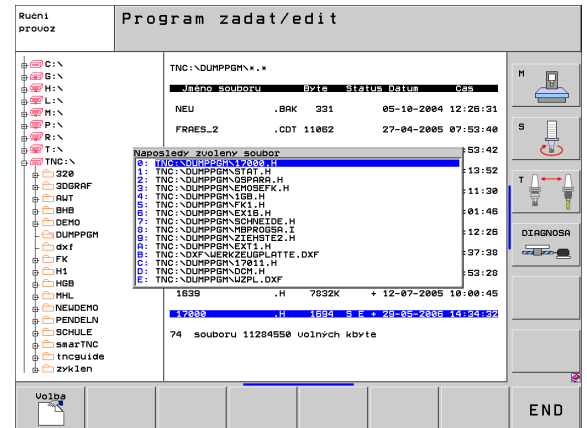 Ruční provoz
Program zadat/edit
C:\
G:\
H:\
L:\
M:\
P:\
R:\
T:\
TNC:\
320
3DGRAF
AWT
BHB
DEMO
DUMPPGM
dxf
FK
H1
HGB
MHL
NEWDEMO
PENDELN
SCHULE
smarTNC
tncguide
zyklen
TNC:\DUMPPGM\*.*
Jméno souboru Byte Status Datum Čas
NEU .BAK 331 05-10-2004 12:26:31
FRAES_2 .CDT 11062 27-04-2005 07:53:40
:53:42
:13:52
:11:30
:01:46
:12:26
:37:38
:53:28
Naposledy zvoleny soubor
0: TNC:\DUMPPGM\17000.H
1: TNC:\DUMPPGM\STAT.H
2: TNC:\DUMPPGM\QSPARA.H
3: TNC:\DUMPPGM\EMOSEFK.H
4: TNC:\DUMPPGM\1GB.H
5: TNC:\DUMPPGM\FK1.H
6: TNC:\DUMPPGM\EX16.H
7: TNC:\DUMPPGM\SCHNEIDE.H
8: TNC:\DUMPPGM\MBPROGSA.I
9: TNC:\DUMPPGM\ZIEHSTE2.H
A: TNC:\DUMPPGM\EXT1.H
B: TNC:\DXF\WERKZEUGPLATTE.DXF
C: TNC:\DUMPPGM\17011.H
D: TNC:\DUMPPGM\DCM.H
E: TNC:\DUMPPGM\WZPL.DXF
1639 .H 7832K + 12-07-2005 10:00:45
17000 .H 1694 S E + 29-05-2006 14:34:32
74 souboru 11284550 volných kbyte
M
S
T
DIAGNOSA
Volba
END